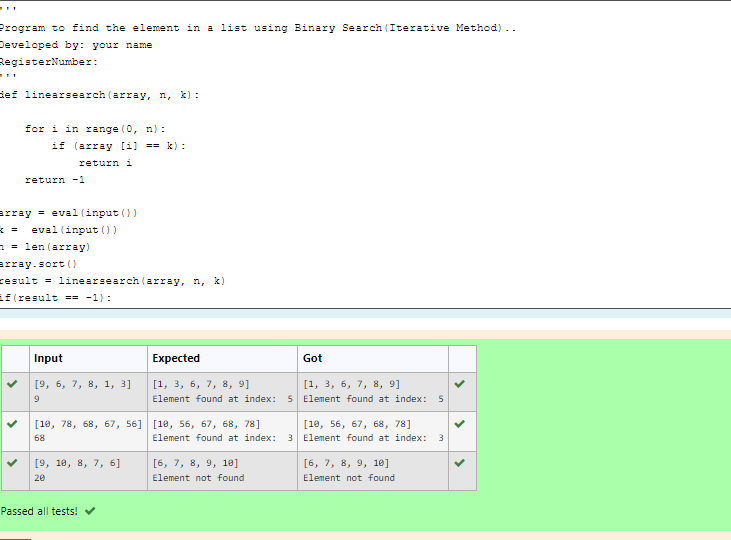 '''
Program to find the element in a list using Binary Search(Iterative Method)..
Developed by: your name
RegisterNumber:
'''
def linearsearch(array, n, k):
    for i in range(0, n):
        if (array [i] == k):
            return i
    return -1
array = eval(input())
k =  eval(input())
n = len(array)
array.sort()
result = linearsearch(array, n, k)
if(result == -1):
Input Expected Got
[9, 6, 7, 8, 1, 3] [1, 3, 6, 7, 8, 9] [1, 3, 6, 7, 8, 9]
9 Element found at index:  5 Element found at index:  5
[10, 78, 68, 67, 56] [10, 56, 67, 68, 78] [10, 56, 67, 68, 78]
68 Element found at index:  3 Element found at index:  3
[9, 10, 8, 7, 6] [6, 7, 8, 9, 10] [6, 7, 8, 9, 10]
20 Element not found Element not found
Passed all tests!